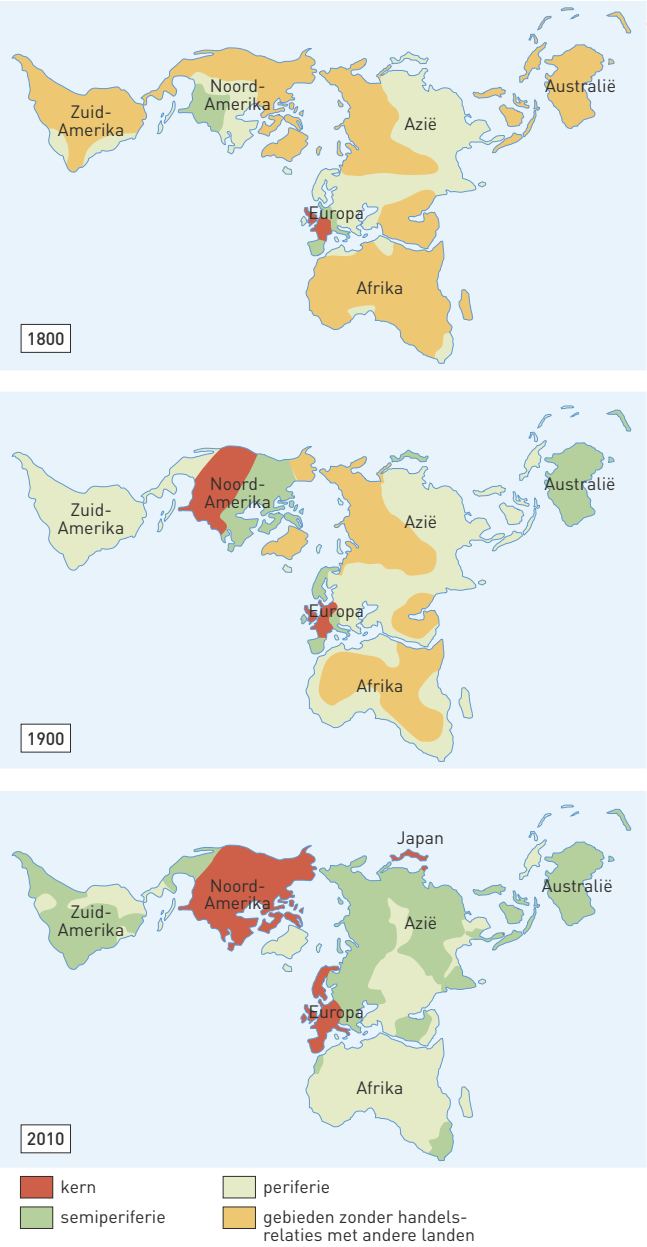 Zuid-
Amerika
Noord-
Amerika
Azië
Australië
Europa
Afrika
1800
Zuid-
Amerika
Noord-
Amerika
Azië
Australië
Europa
Afrika
1900
Japan
Zuid-
Amerika
Noord-
Amerika
Azië
Australië
Europa
Afrika
2010
kern
semiperiferie
periferie
gebieden zonder handels-
relaties met andere landen